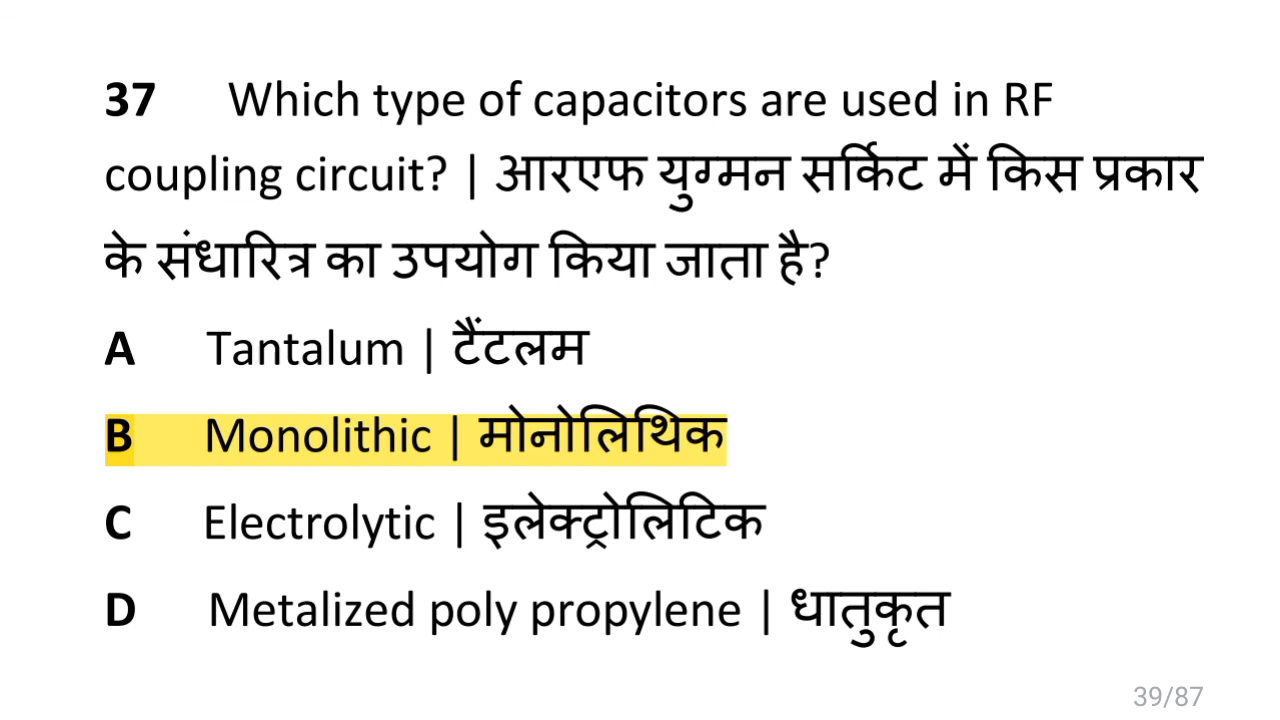 37 Which type of capacitors are used in RF
coupling circuit? | आरएफ युग्मन सर्किट में किस प्रकार
के संधारित्र का उपयोग किया जाता है?
A Tantalum | टैंटलम
B Monolithic | मोनोलिथिक
C Electrolytic | इलेक्ट्रोलिटिक
D Metalized poly propylene | धातुकृत
39/87